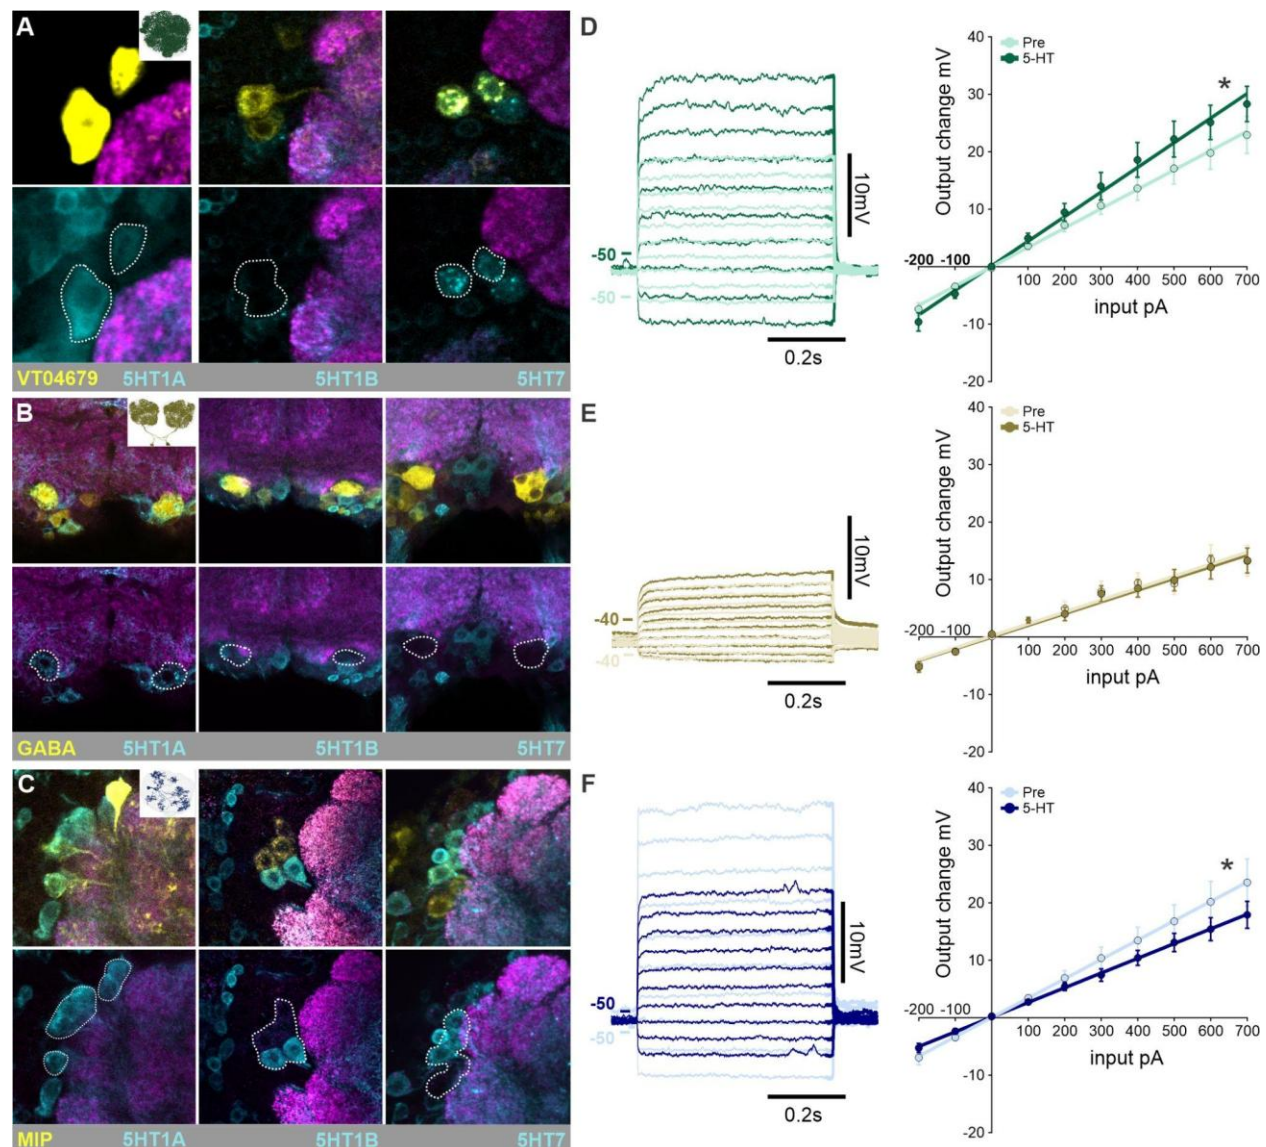 A
VT04679 5HT1A 5HT1B 5HT7
B
GABA 5HT1A 5HT1B 5HT7
C
MIP 5HT1A 5HT1B 5HT7
D
-50
-50
10mV
0.2s
Pre
5-HT
*
Output change mV
40
30
20
10
-200 -100
100 200 300 400 500 600 700
input pA
-10
-20
E
-40
-40
10mV
0.2s
Pre
5-HT
Output change mV
40
30
20
10
-200 -100
100 200 300 400 500 600 700
input pA
-10
-20
F
-50
-50
10mV
0.2s
Pre
5-HT
*
Output change mV
40
30
20
10
-200 -100
100 200 300 400 500 600 700
input pA
-10
-20